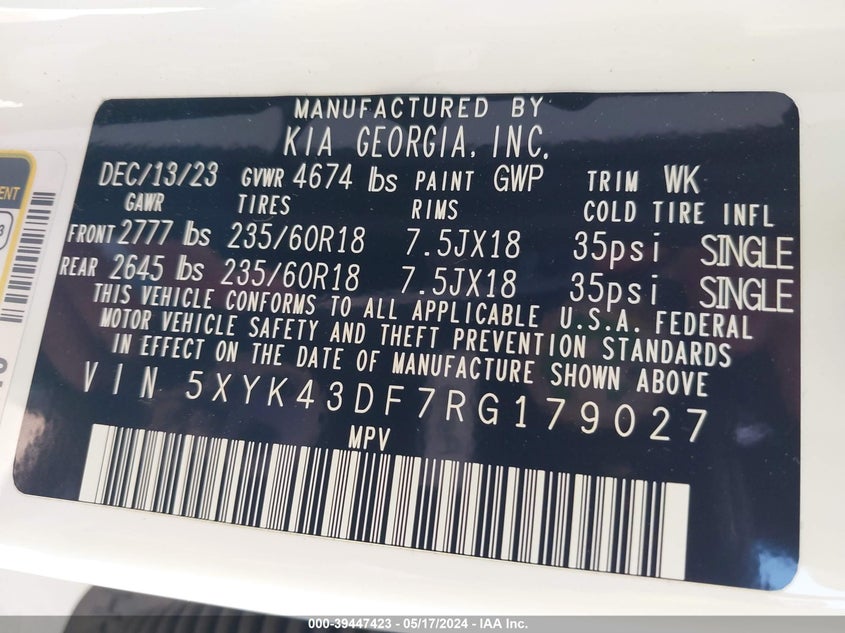 MANUFACTURED BY
KIA GEORGIA, INC.
DEC/13/23 GVWR 4674 lbs PAINT GWP TRIM WK
GAWR TIRES RIMS COLD TIRE INFL
FRONT 2777 lbs 235/60R18 7.5JX18 35psi SINGLE
REAR 2645 lbs 235/60R18 7.5JX18 35psi SINGLE
THIS VEHICLE CONFORMS TO ALL APPLICABLE U.S.A. FEDERAL
MOTOR VEHICLE SAFETY AND THEFT PREVENTION STANDARDS
IN EFFECT ON THE DATE OF MANUFACTURE SHOWN ABOVE
VIN 5XYK43DF7RG179027
MPV
000-39447423 - 05/17/2024 - IAA Inc.